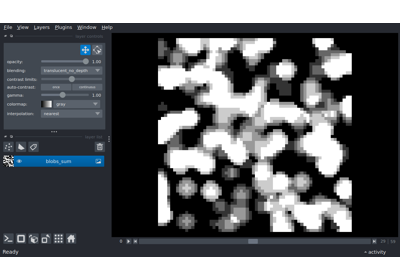 File View Layers Plugins Window Help
opacity: 1.00
blending: translucent_no_depth
contrast limits:
auto-contrast: once continuous
gamma: 1.00
colormap: gray
interpolation: nearest
blobs_sum
Ready
activity